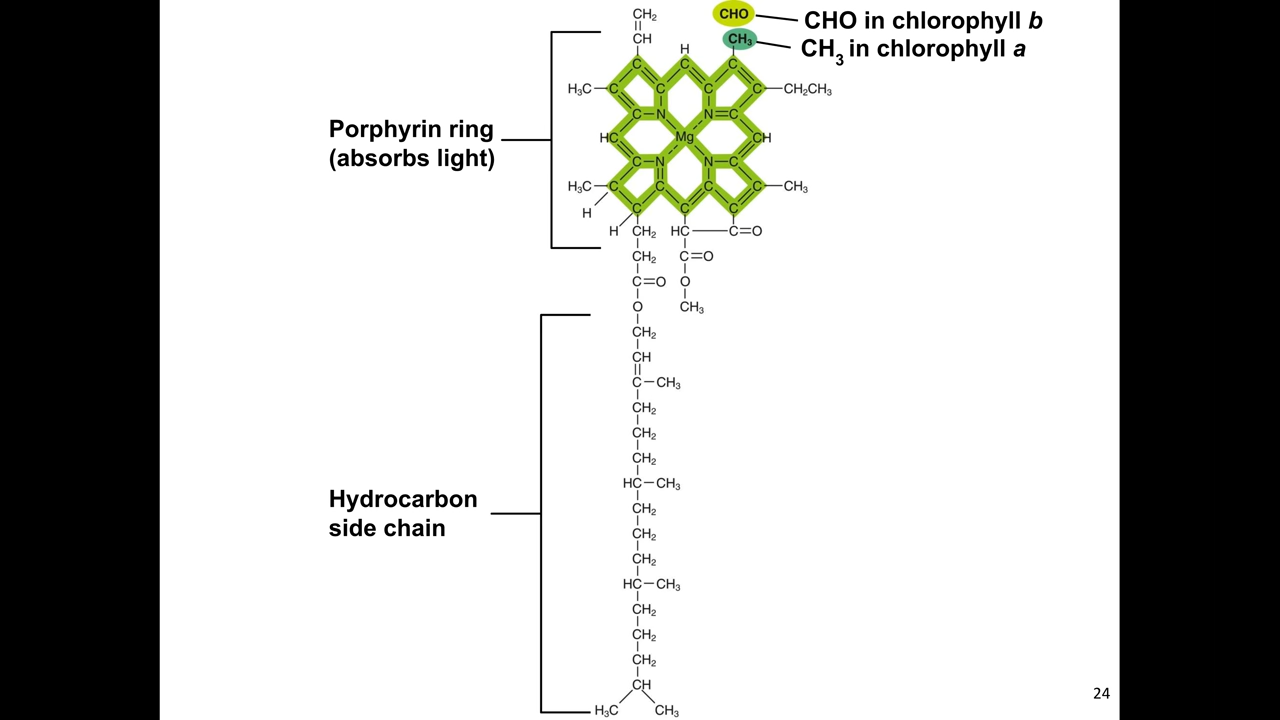 CH₂
CHO
CHO in chlorophyll b
CH
CH₃
CH₃ in chlorophyll a
H
C
C
C
H₃C
C
C
C
C
CH₂CH₃
C
N
N
C
Porphyrin ring
(absorbs light)
HC
Mg
CH
C
N
N
C
H₃C
C
C
C
C
CH₃
H
C
C
C
H
CH₂
HC
C=O
CH₂
C=O
C=O
O
O
CH₃
CH₂
CH
C
CH₃
CH₂
CH₂
CH₂
HC
CH₃
Hydrocarbon
side chain
CH₂
CH₂
CH₂
HC
CH₃
CH₂
CH₂
CH₂
CH
H₃C
CH₃
24